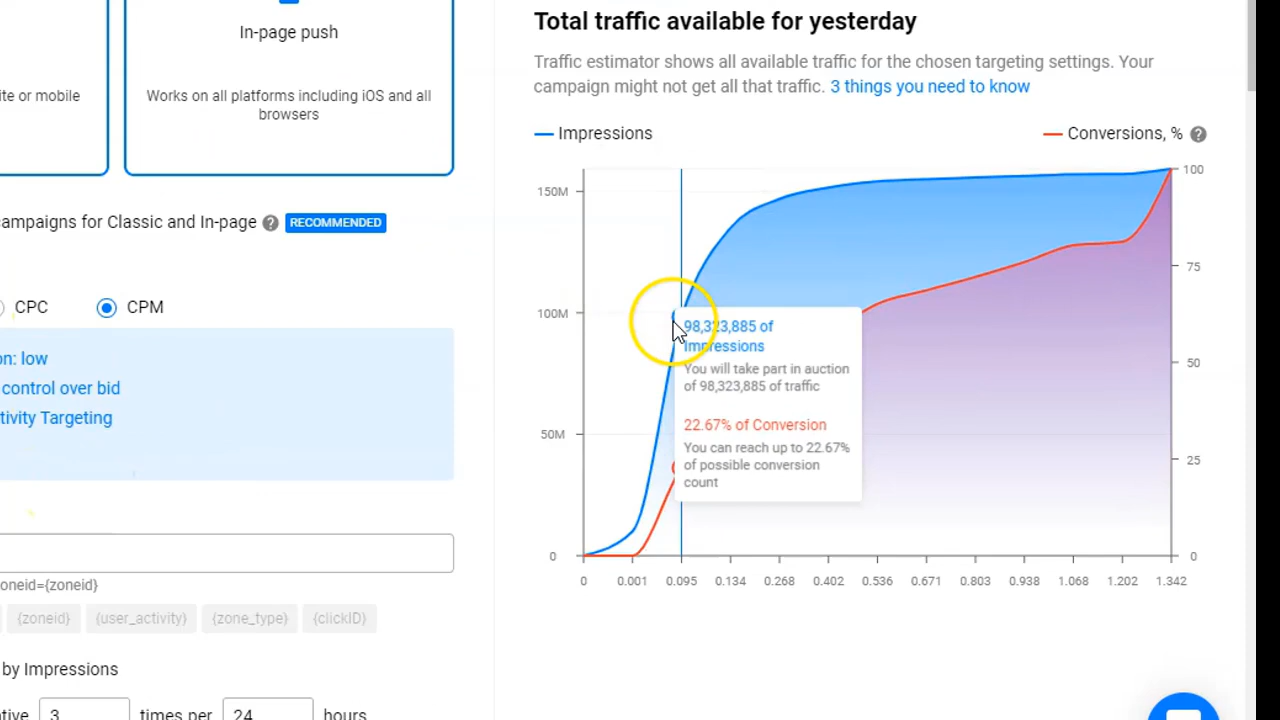 In-page push
ite or mobile
Works on all platforms including iOS and all
browsers
ampaigns for Classic and In-page
RECOMMENDED
CPC
CPM
on: low
control over bid
tivity Targeting
oneid={zoneid}
{zoneid}
{user_activity}
{zone_type}
{clickID}
by Impressions
tive
3
times per
24
hours
Total traffic available for yesterday
Traffic estimator shows all available traffic for the chosen targeting settings. Your
campaign might not get all that traffic. 3 things you need to know
Impressions
Conversions, %
150M
100M
50M
0
100
75
50
25
0
98,323,885 of
Impressions
You will take part in auction
of 98,323,885 of traffic
22.67% of Conversion
You can reach up to 22.67%
of possible conversion
count
0
0.001
0.095
0.134
0.268
0.402
0.536
0.671
0.803
0.938
1.068
1.202
1.342